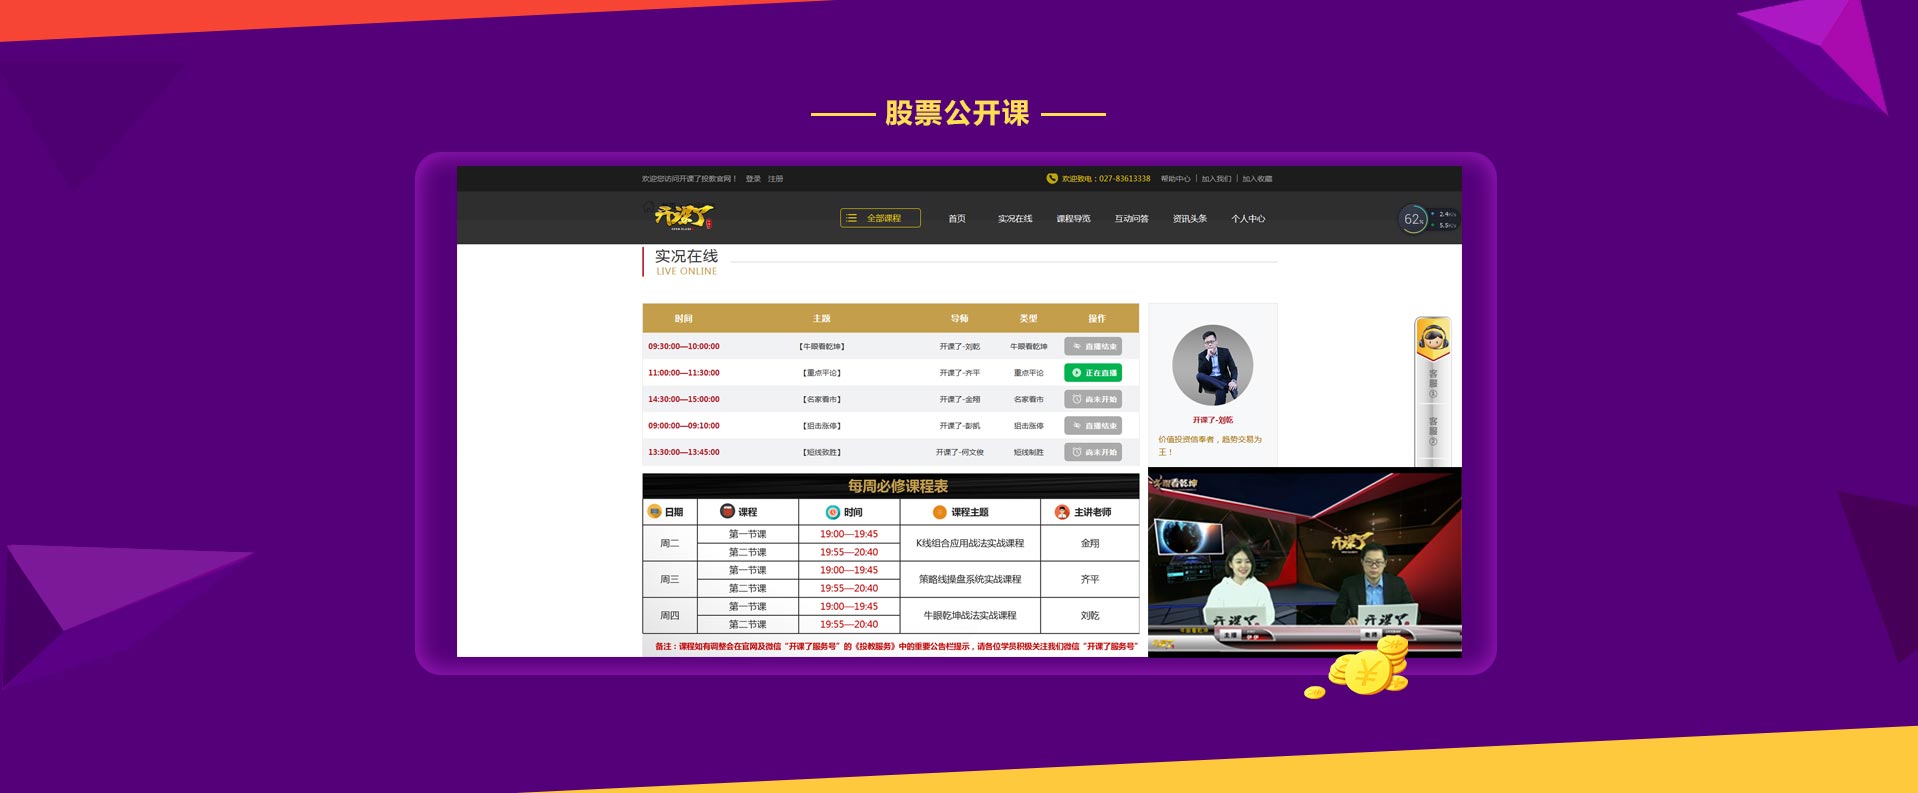 股票公开课
欢迎您访问开课了投教官网！ 登录 注册
欢迎致电：027-83613338 帮助中心 | 加入我们 | 加入收藏
开课了
全部课程 首页 实况在线 课程导览 互动问答 资讯头条 个人中心
62%
2.4K/s
5.5K/s
实况在线
LIVE ONLINE
时间 主题 导师 类型 操作
09:30:00—10:00:00 【牛眼看乾坤】 开课了-刘乾 牛眼看乾坤 直播结束
11:00:00—11:30:00 【重点平论】 开课了-齐平 重点平论 正在直播
14:30:00—15:00:00 【名家看市】 开课了-金翔 名家看市 尚未开始
09:00:00—09:10:00 【狙击涨停】 开课了-彭凯 狙击涨停 直播结束
13:30:00—13:45:00 【短线致胜】 开课了-何文俊 短线制胜 尚未开始
开课了-刘乾
价值投资信奉者，趋势交易为
王！
每周必修课程表
日期 课程 时间 课程主题 主讲老师
周二 第一节课 19:00—19:45 K线组合应用战法实战课程 金翔
第二节课 19:55—20:40
周三 第一节课 19:00—19:45 策略线操盘系统实战课程 齐平
第二节课 19:55—20:40
周四 第一节课 19:00—19:45 牛眼乾坤战法实战课程 刘乾
第二节课 19:55—20:40
备注：课程如有调整会在官网及微信“开课了服务号”的《投教服务》中的重要公告栏提示，请各位学员积极关注我们微信“开课了服务号”
牛眼看乾坤
开课了
开课了
开课了
主播
老师